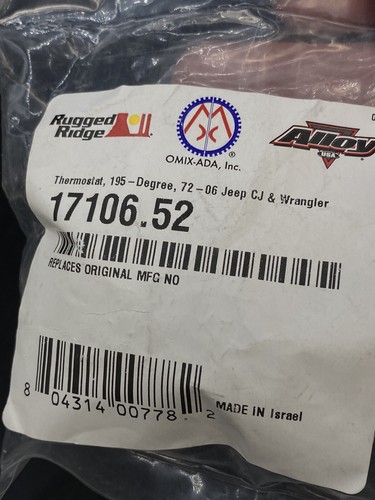 Rugged Ridge
OMIX-ADA, Inc.
®
Alloy USA
Thermostat, 195-Degree, 72-06 Jeep CJ & Wrangler
17106.52
REPLACES ORIGINAL MFG NO
8 04314 00778 2
MADE IN Israel